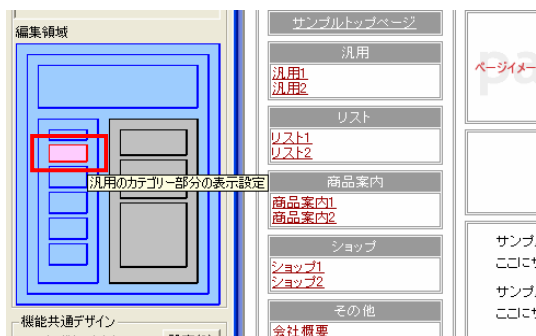 編集領域
汎用のカテゴリー部分の表示設定
機能共通デザイン
サンプルトップページ
汎用
汎用1
汎用2
リスト
リスト1
リスト2
商品案内
商品案内1
商品案内2
ショップ
ショップ1
ショップ2
その他
会社概要
pa
ページイメー
サンプ
ここにサ
サンプ
ここにサ